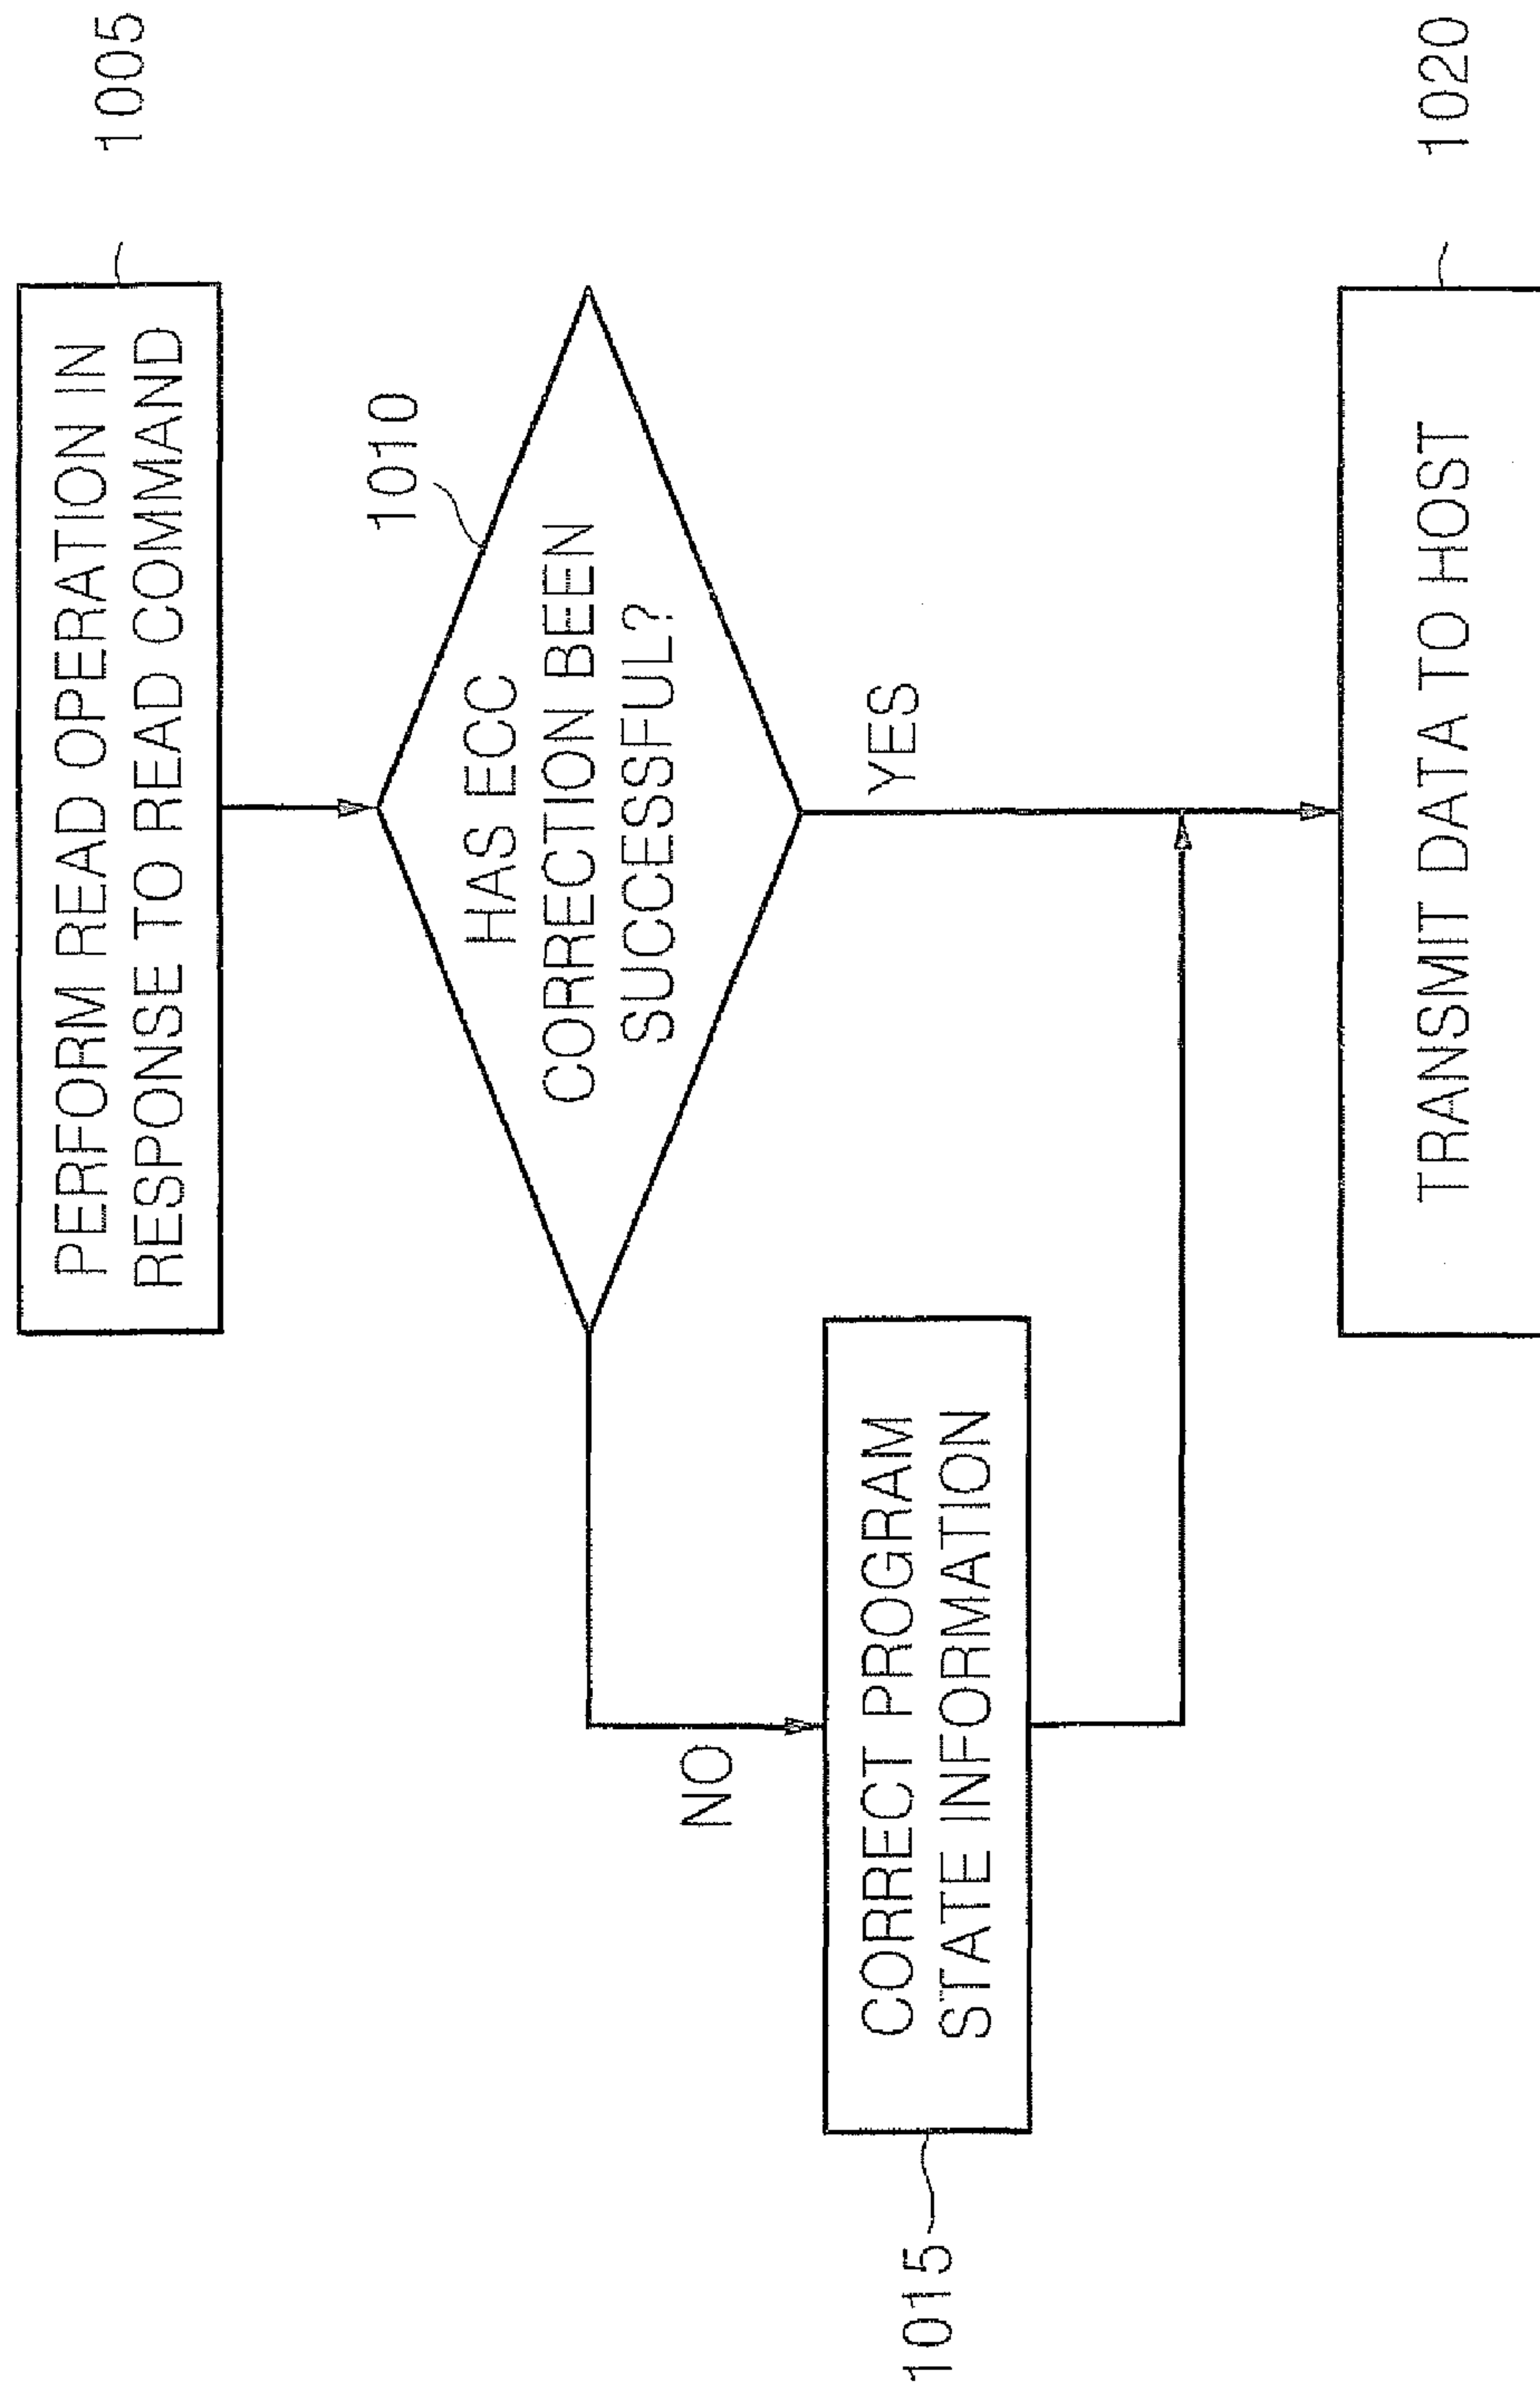 PERFORM READ OPERATION IN
RESPONSE TO READ COMMAND
1005
1010
HAS ECC
CORRECTION BEEN
SUCCESSFUL?
NO
YES
CORRECT PROGRAM
STATE INFORMATION
1015
TRANSMIT DATA TO HOST
1020